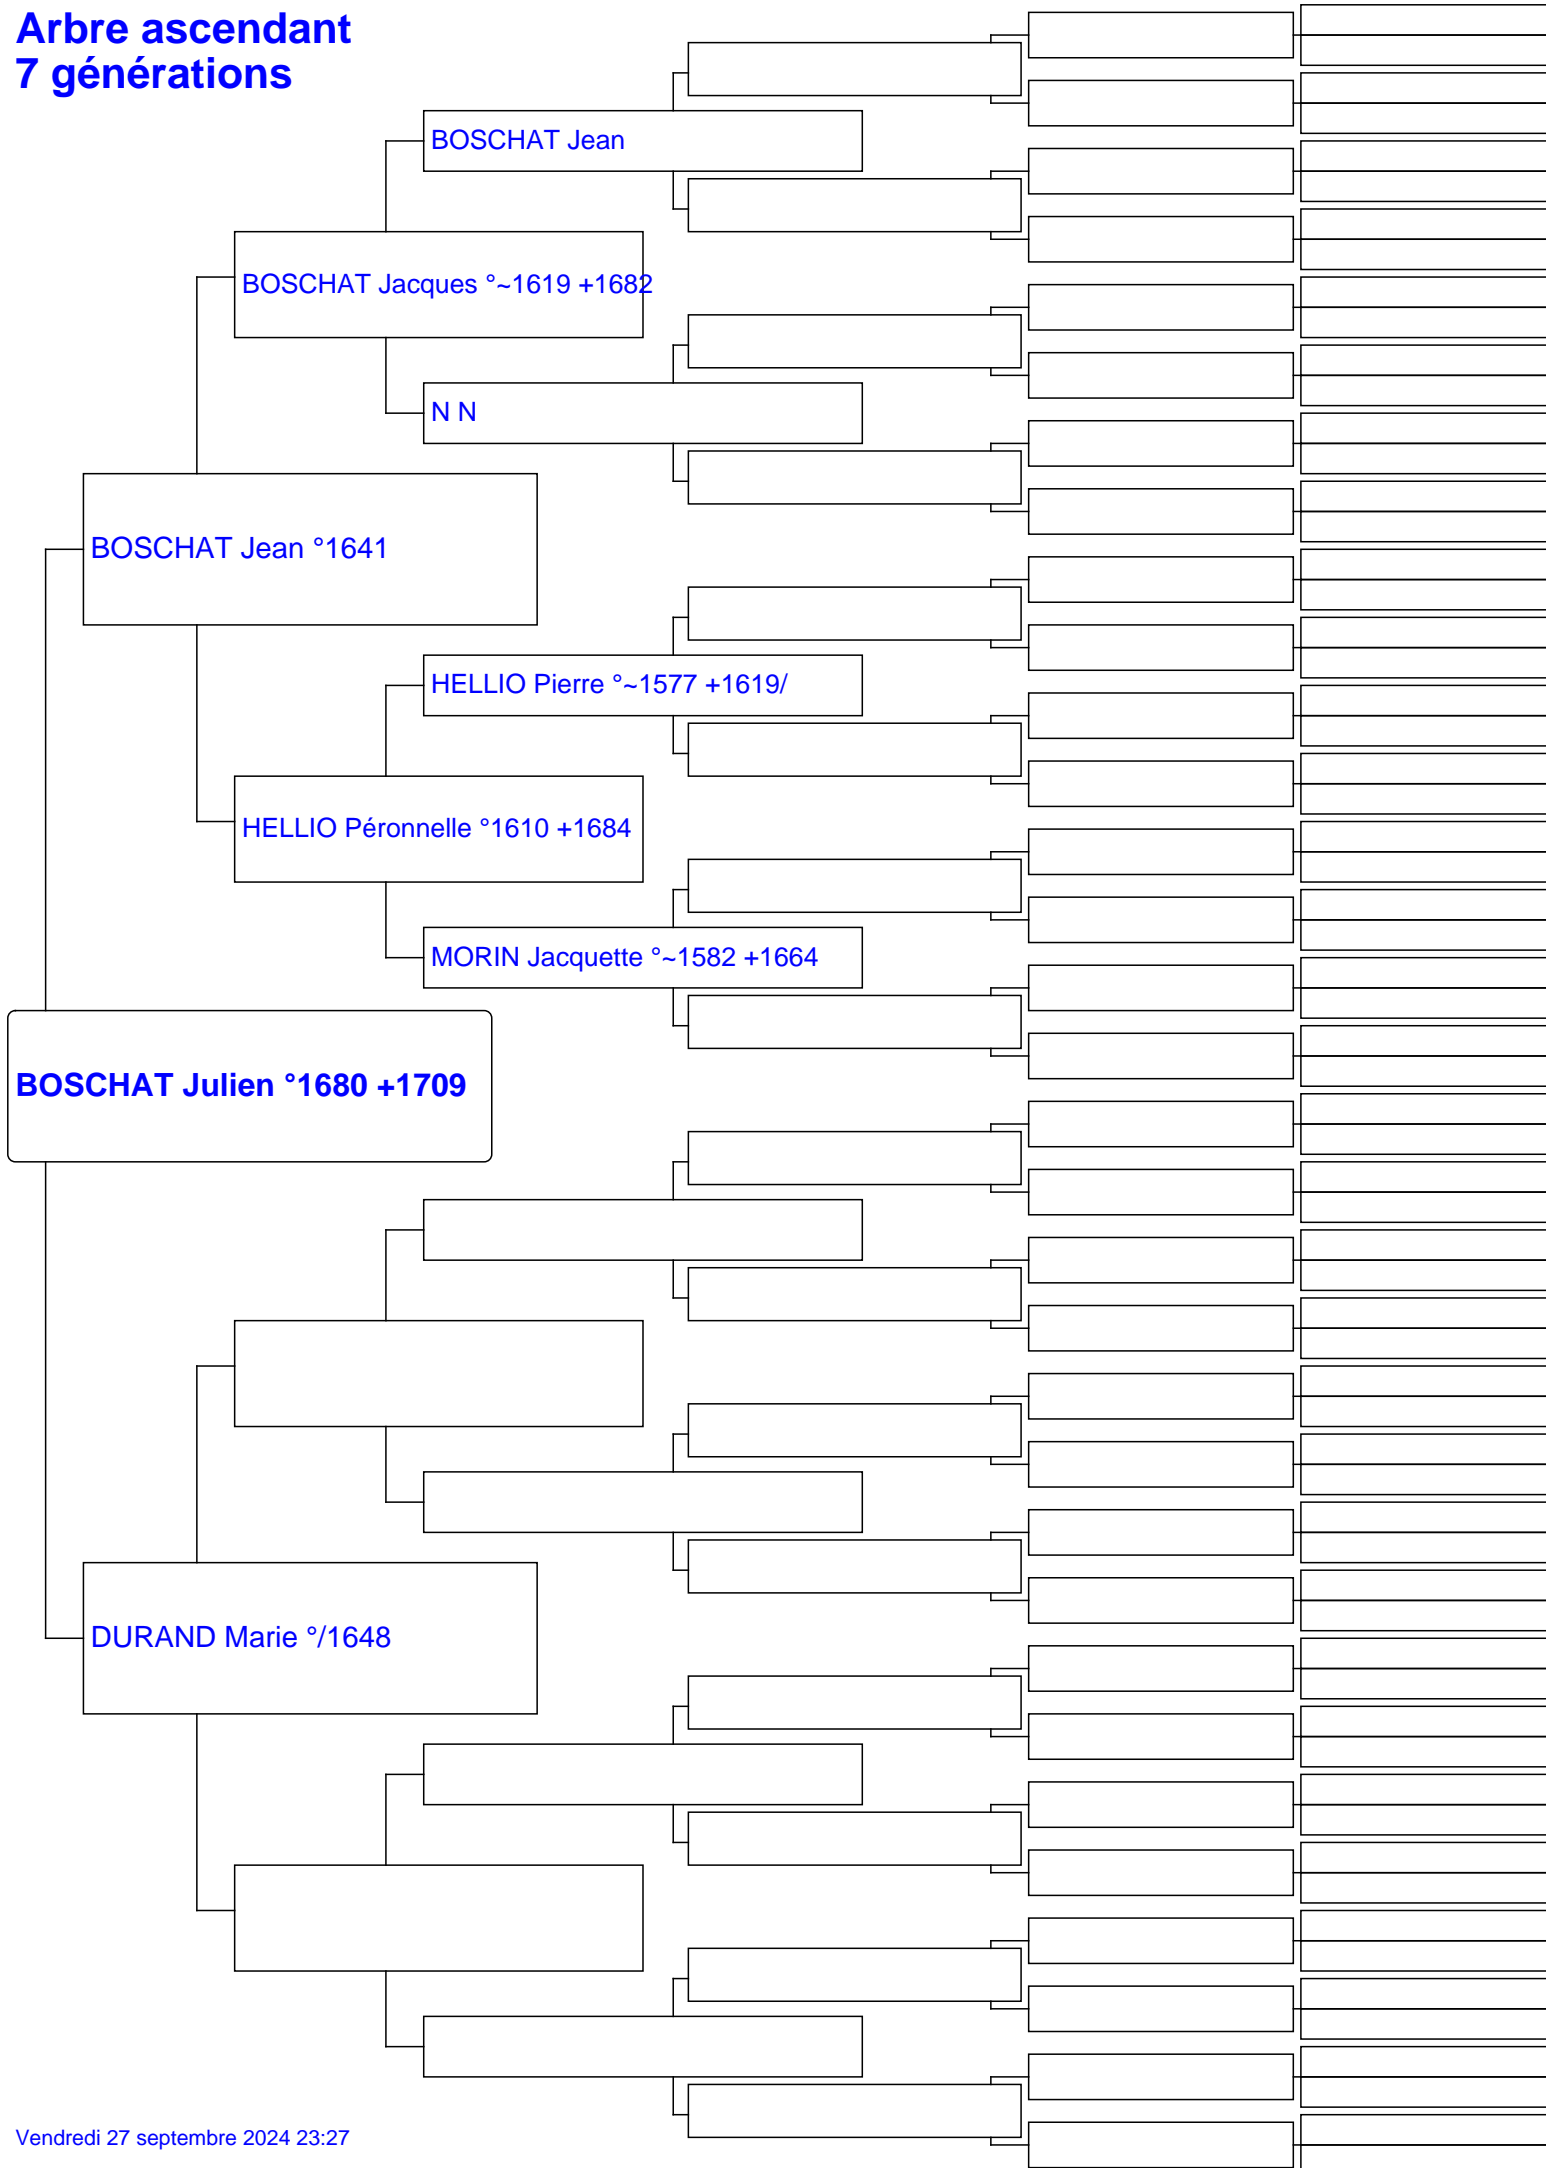 Arbre ascendant
7 générations
BOSCHAT Jean
BOSCHAT Jacques °~1619 +1682
N N
BOSCHAT Jean °1641
HELLIO Pierre °~1577 +1619/
HELLIO Péronnelle °1610 +1684
MORIN Jacquette °~1582 +1664
BOSCHAT Julien °1680 +1709
DURAND Marie °/1648
Vendredi 27 septembre 2024 23:27